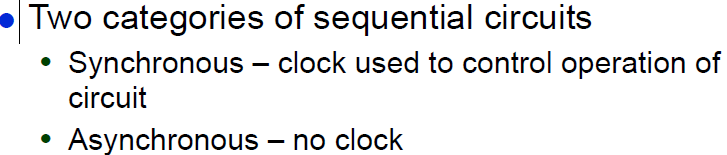 Two categories of sequential circuits
Synchronous – clock used to control operation of
circuit
Asynchronous – no clock